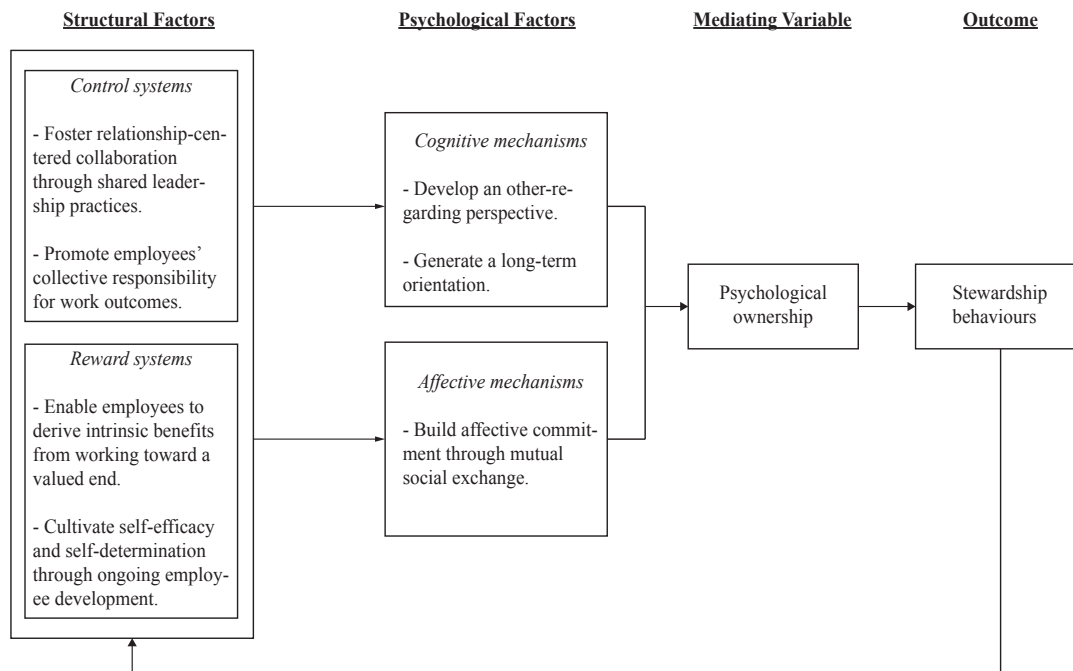 Structural Factors
Psychological Factors
Mediating Variable
Outcome
Control systems
- Foster relationship-cen-
tered collaboration
through shared leader-
ship practices.
- Promote employees’
collective responsibility
for work outcomes.
Reward systems
- Enable employees to
derive intrinsic benefits
from working toward a
valued end.
- Cultivate self-efficacy
and self-determination
through ongoing employ-
ee development.
Cognitive mechanisms
- Develop an other-re-
garding perspective.
- Generate a long-term
orientation.
Affective mechanisms
- Build affective commit-
ment through mutual
social exchange.
Psychological
ownership
Stewardship
behaviours